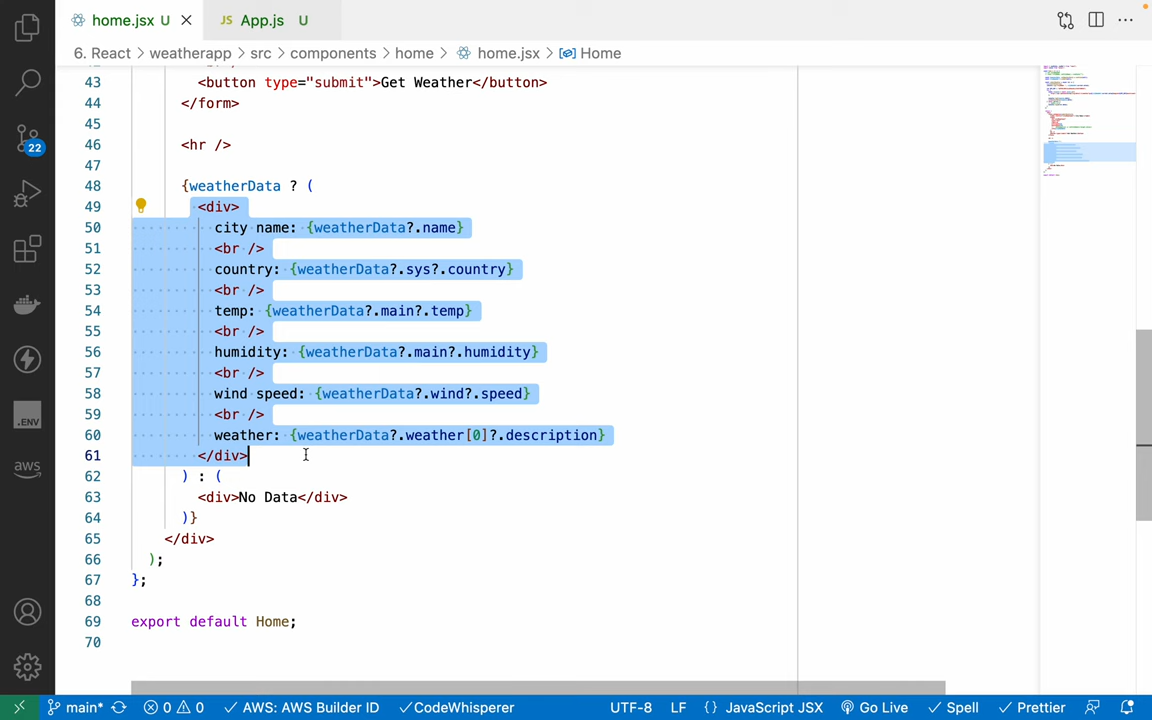 home.jsx U
JS App.js U
6. React weatherapp src components home home.jsx Home
43 <button type="submit">Get Weather</button>
44 </form>
45
46 <hr />
47
48 {weatherData ? (
49 <div>
50 city name: {weatherData?.name}
51 <br />
52 country: {weatherData?.sys?.country}
53 <br />
54 temp: {weatherData?.main?.temp}
55 <br />
56 humidity: {weatherData?.main?.humidity}
57 <br />
58 wind speed: {weatherData?.wind?.speed}
59 <br />
60 weather: {weatherData?.weather[0]?.description}
61 </div>
62 ) : (
63 <div>No Data</div>
64 )}
65 </div>
66 );
67 };
68
69 export default Home;
70
22
.ENV
aws
main* 0 0 AWS: AWS Builder ID CodeWhisperer UTF-8 LF {} JavaScript JSX Go Live Spell Prettier